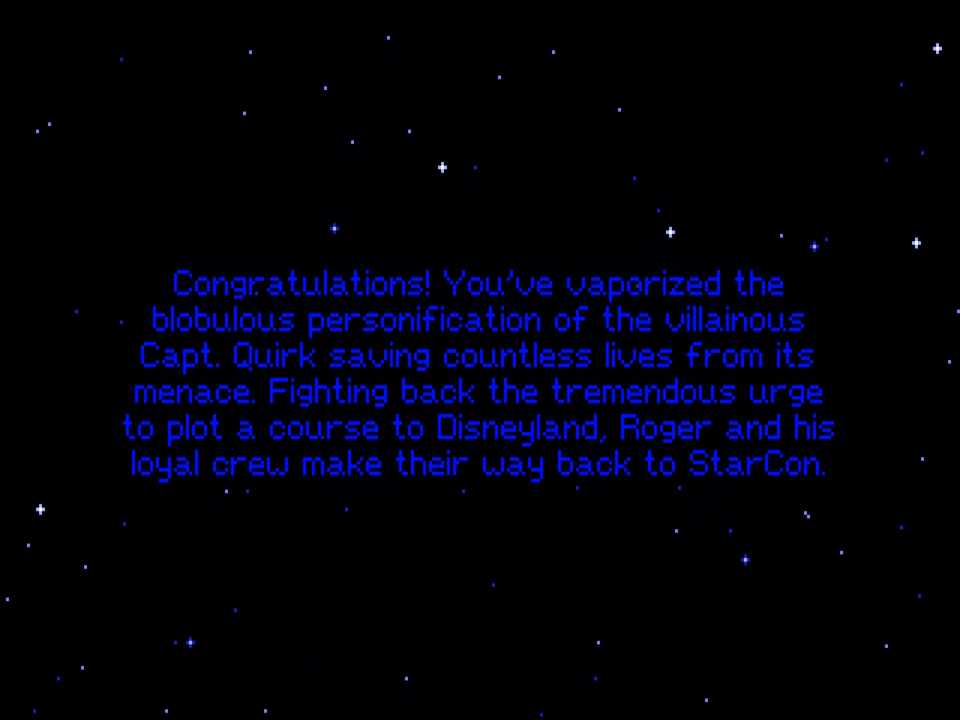 Congratulations! You've vaporized the
blobulous personification of the villainous
Capt. Quirk saving countless lives from its
menace. Fighting back the tremendous urge
to plot a course to Disneyland, Roger and his
loyal crew make their way back to StarCon.